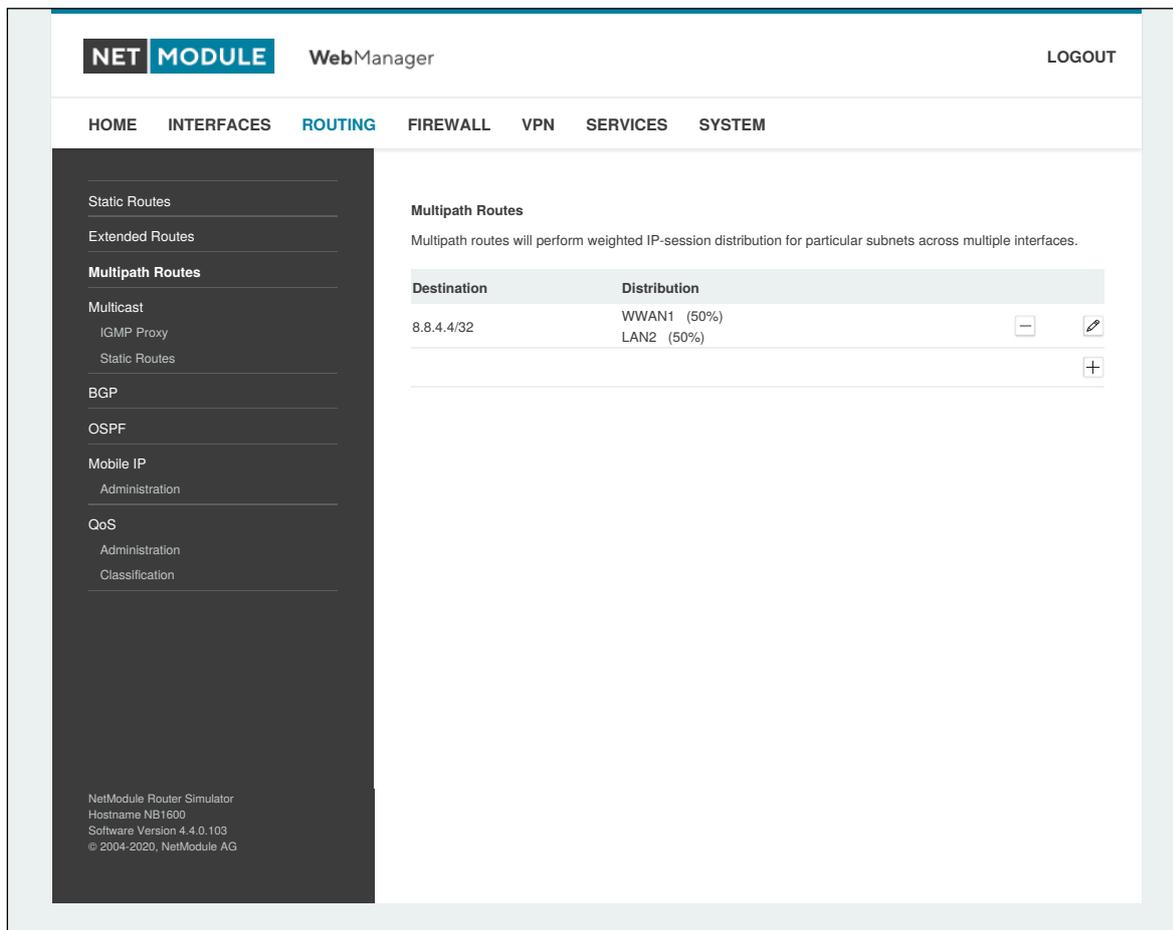 NET MODULE WebManager LOGOUT
HOME INTERFACES ROUTING FIREWALL VPN SERVICES SYSTEM
Static Routes
Extended Routes
Multipath Routes
Multicast
IGMP Proxy
Static Routes
BGP
OSPF
Mobile IP
Administration
QoS
Administration
Classification
NetModule Router Simulator
Hostname NB1600
Software Version 4.4.0.103
© 2004-2020, NetModule AG
Multipath Routes
Multipath routes will perform weighted IP-session distribution for particular subnets across multiple interfaces.
Destination Distribution
8.8.4.4/32 WWAN1 (50%)
LAN2 (50%)